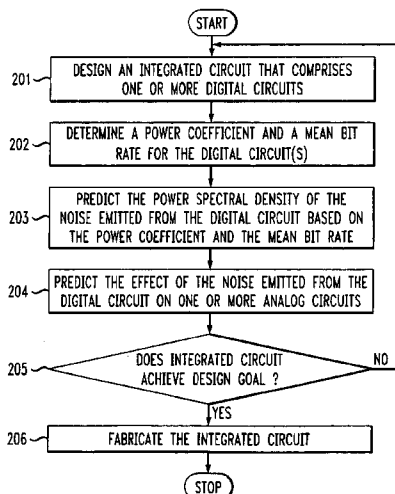 START
201
DESIGN AN INTEGRATED CIRCUIT THAT COMPRISES
ONE OR MORE DIGITAL CIRCUITS
202
DETERMINE A POWER COEFFICIENT AND A MEAN BIT
RATE FOR THE DIGITAL CIRCUIT(S)
203
PREDICT THE POWER SPECTRAL DENSITY OF THE
NOISE EMITTED FROM THE DIGITAL CIRCUIT BASED ON
THE POWER COEFFICIENT AND THE MEAN BIT RATE
204
PREDICT THE EFFECT OF THE NOISE EMITTED FROM THE
DIGITAL CIRCUIT ON ONE OR MORE ANALOG CIRCUITS
205
DOES INTEGRATED CIRCUIT
ACHIEVE DESIGN GOAL ?
NO
YES
206
FABRICATE THE INTEGRATED CIRCUIT
STOP